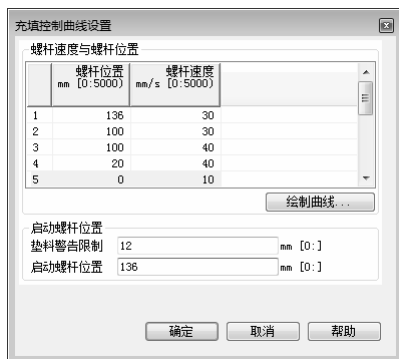 充填控制曲线设置
螺杆速度与螺杆位置
螺杆位置 螺杆速度
mm [0:5000) mm/s [0:5000)
1 136 30
2 100 30
3 100 40
4 20 40
5 0 10
绘制曲线...
启动螺杆位置
垫料警告限制 12 mm [0:]
启动螺杆位置 136 mm [0:]
确定 取消 帮助